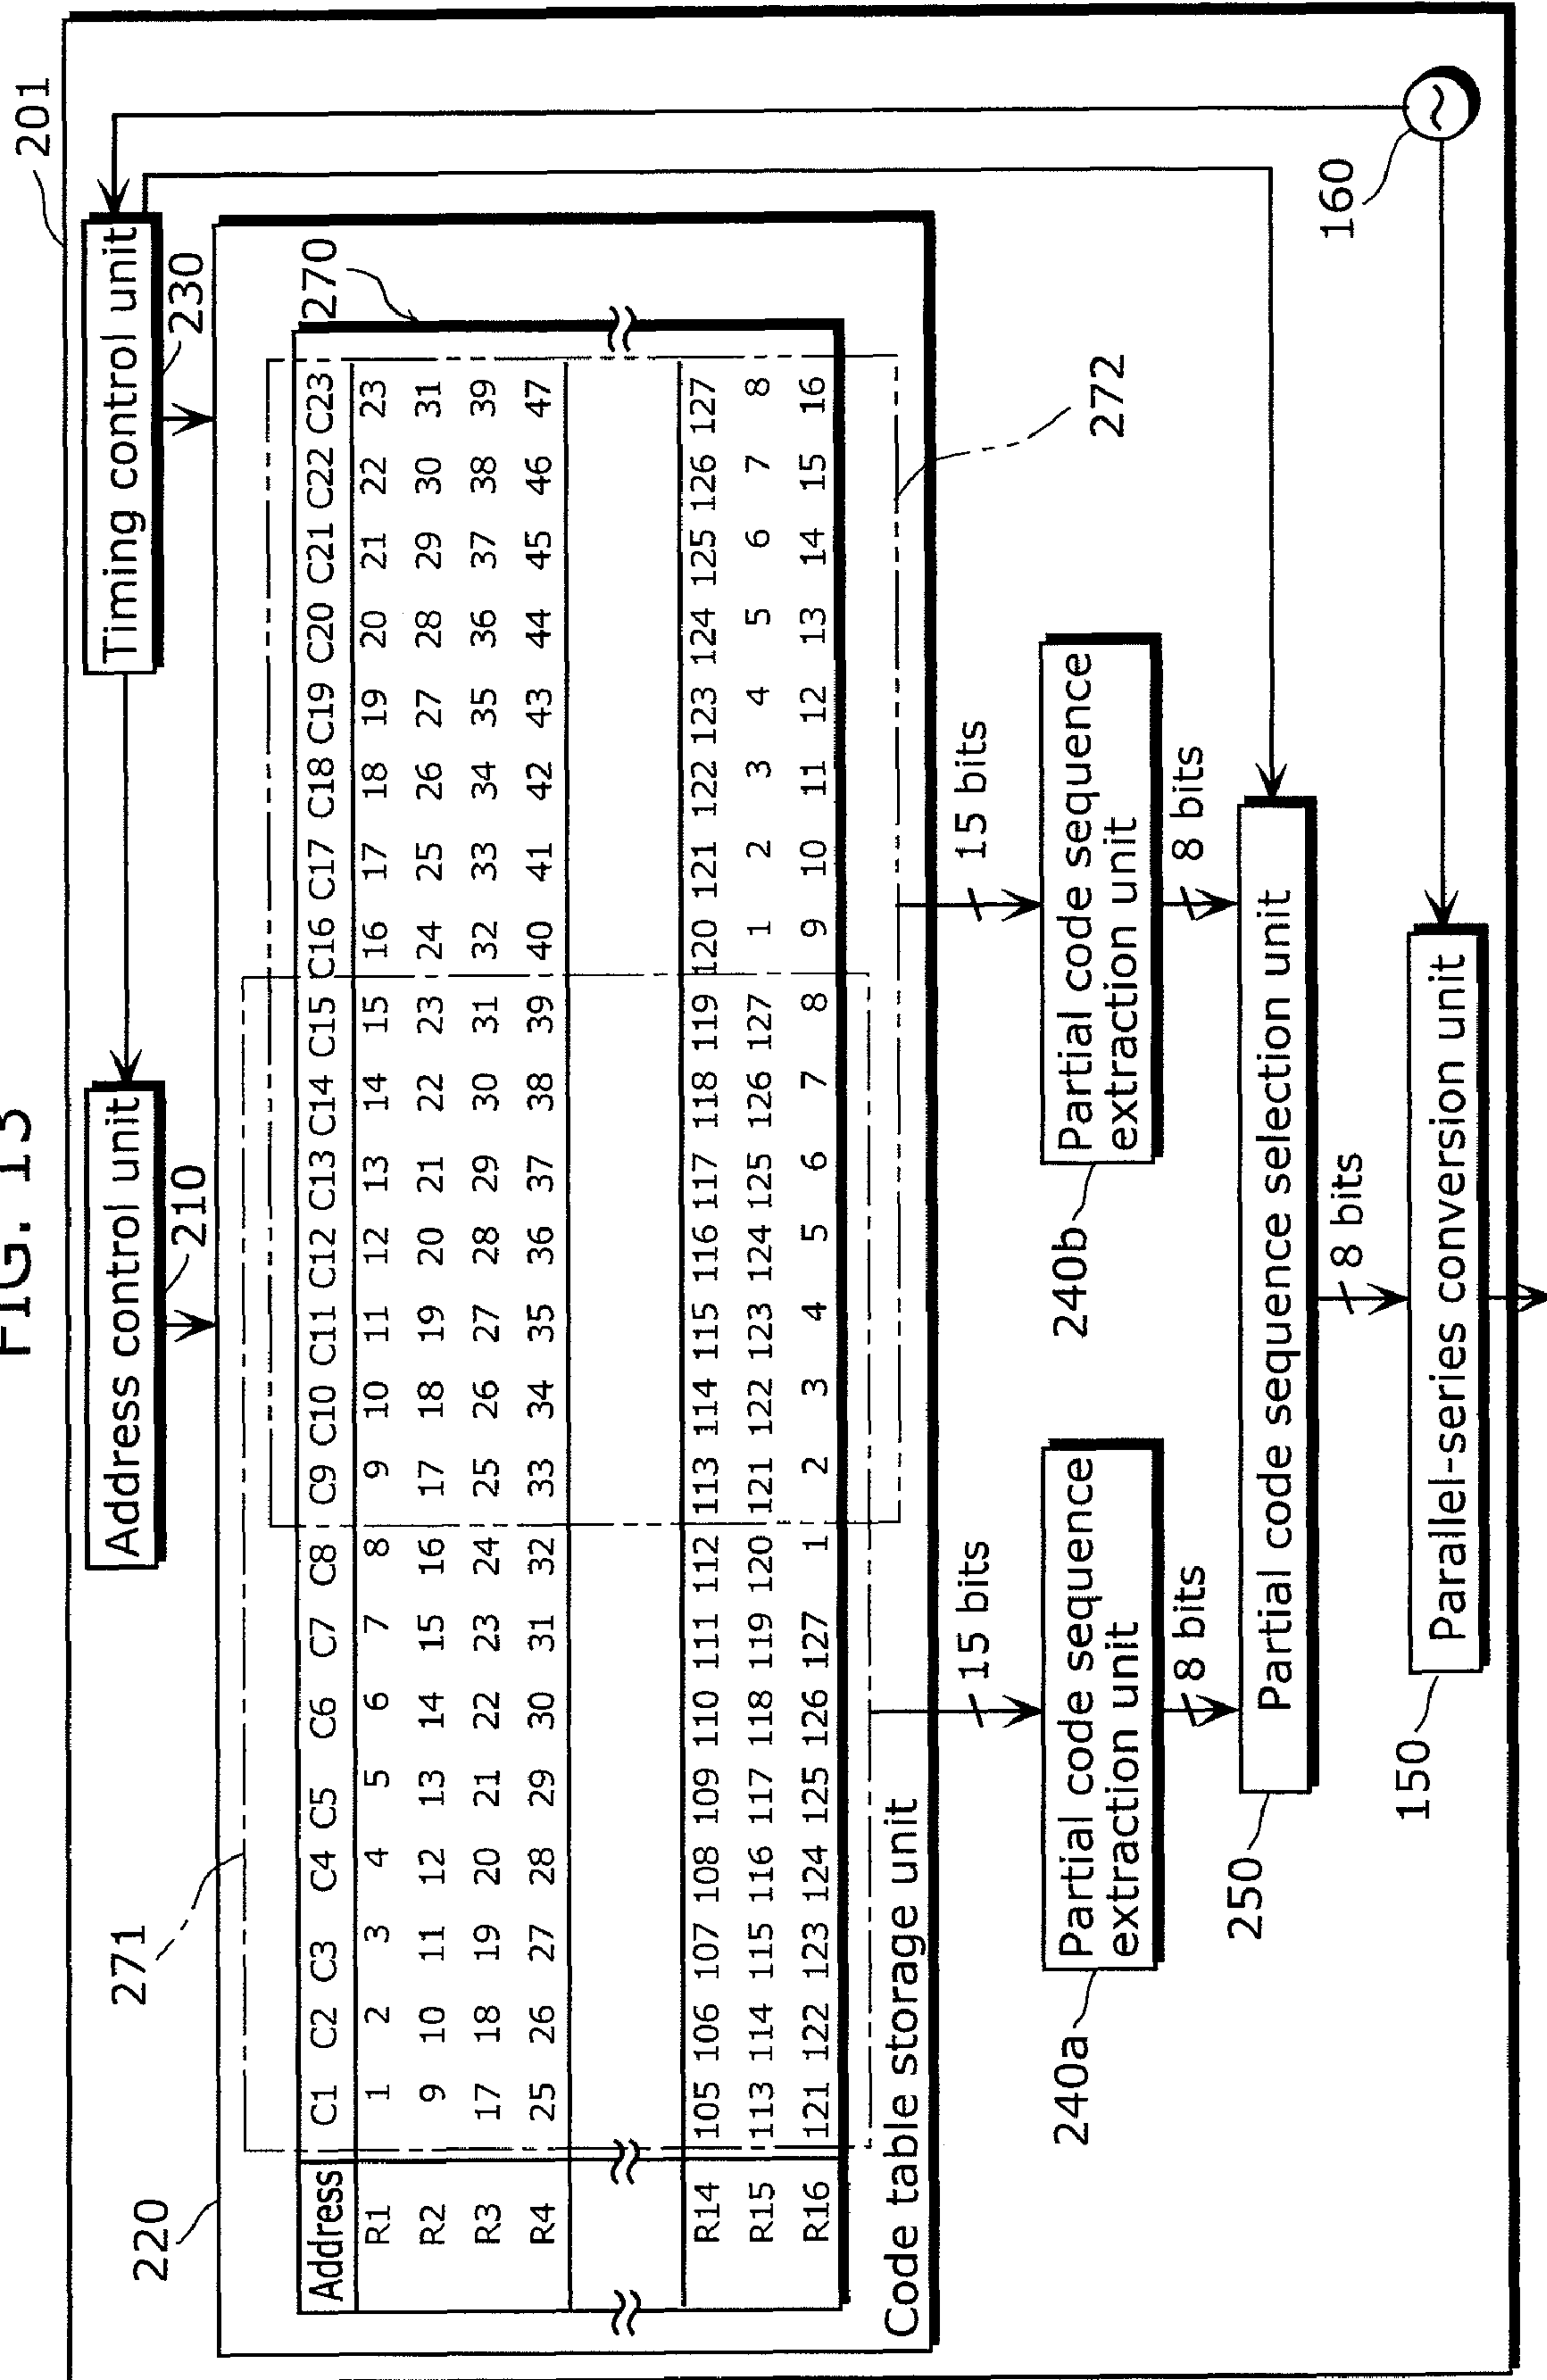 FIG. 13
201
Address control unit
210
Timing control unit
230
220
271
270
Address C1 C2 C3 C4 C5 C6 C7 C8 C9 C10 C11 C12 C13 C14 C15 C16 C17 C18 C19 C20 C21 C22 C23
R1 1 2 3 4 5 6 7 8 9 10 11 12 13 14 15 16 17 18 19 20 21 22 23
R2 9 10 11 12 13 14 15 16 17 18 19 20 21 22 23 24 25 26 27 28 29 30 31
R3 17 18 19 20 21 22 23 24 25 26 27 28 29 30 31 32 33 34 35 36 37 38 39
R4 25 26 27 28 29 30 31 32 33 34 35 36 37 38 39 40 41 42 43 44 45 46 47
R14 105 106 107 108 109 110 111 112 113 114 115 116 117 118 119 120 121 122 123 124 125 126 127
R15 113 114 115 116 117 118 119 120 121 122 123 124 125 126 127 1 2 3 4 5 6 7 8
R16 121 122 123 124 125 126 127 1 2 3 4 5 6 7 8 9 10 11 12 13 14 15 16
Code table storage unit
272
15 bits
15 bits
240a
Partial code sequence
extraction unit
240b
Partial code sequence
extraction unit
8 bits
8 bits
250
Partial code sequence selection unit
8 bits
160
150
Parallel-series conversion unit